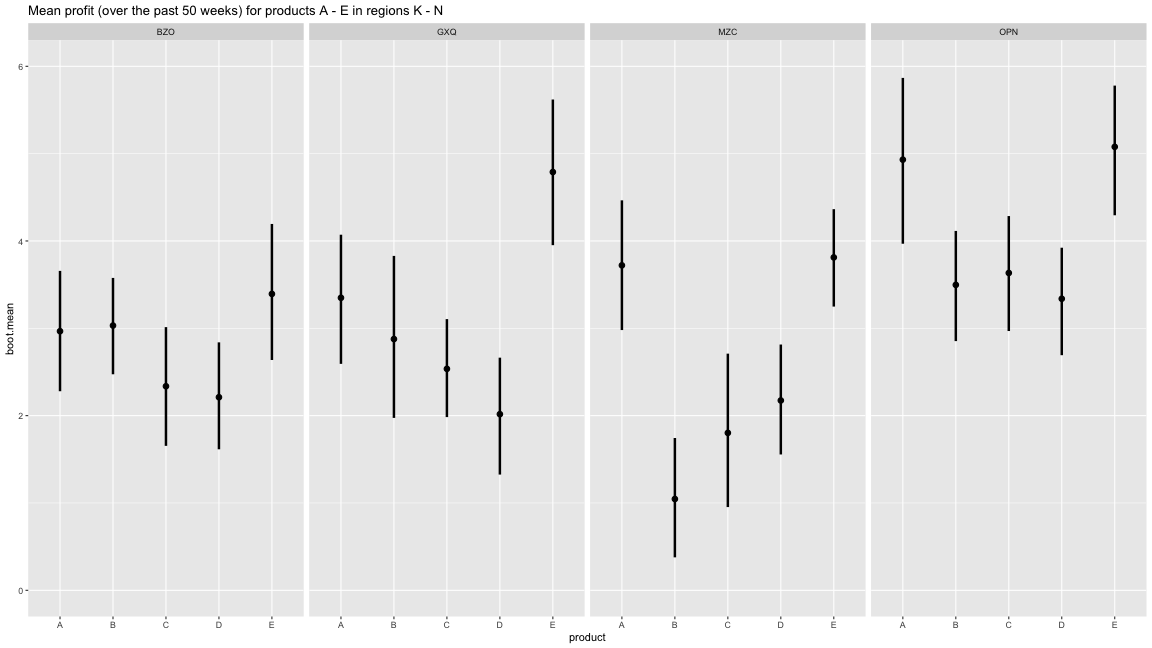 Mean profit (over the past 50 weeks) for products A - E in regions K - N
BZO GXQ MZC OPN
6
4
2
0
boot.mean
A B C D E A B C D E A B C D E A B C D E
product